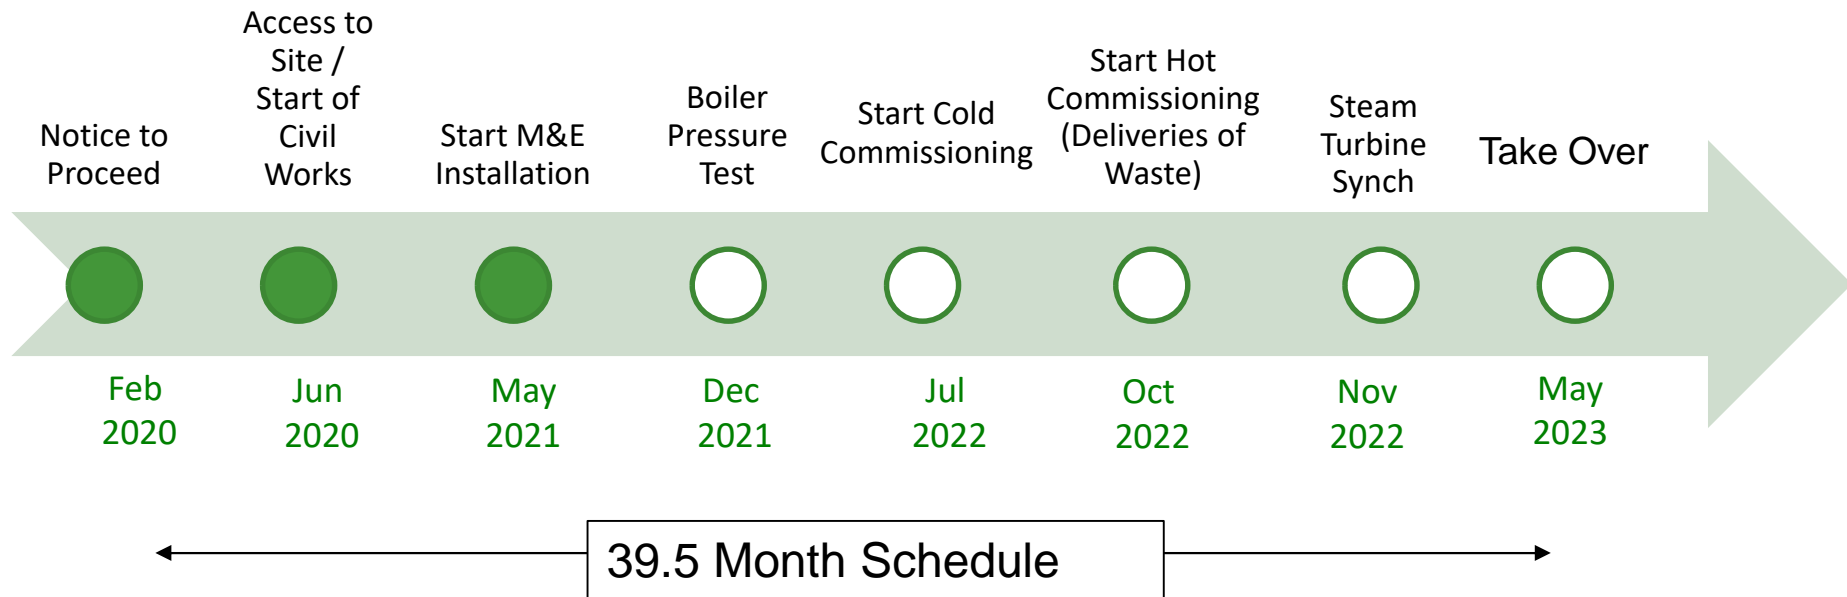 Notice to
Proceed
Access to
Site /
Start of
Civil
Works
Start M&E
Installation
Boiler
Pressure
Test
Start Cold
Commissioning
Start Hot
Commissioning
(Deliveries of
Waste)
Steam
Turbine
Synch
Take Over
Feb
2020
Jun
2020
May
2021
Dec
2021
Jul
2022
Oct
2022
Nov
2022
May
2023
39.5 Month Schedule